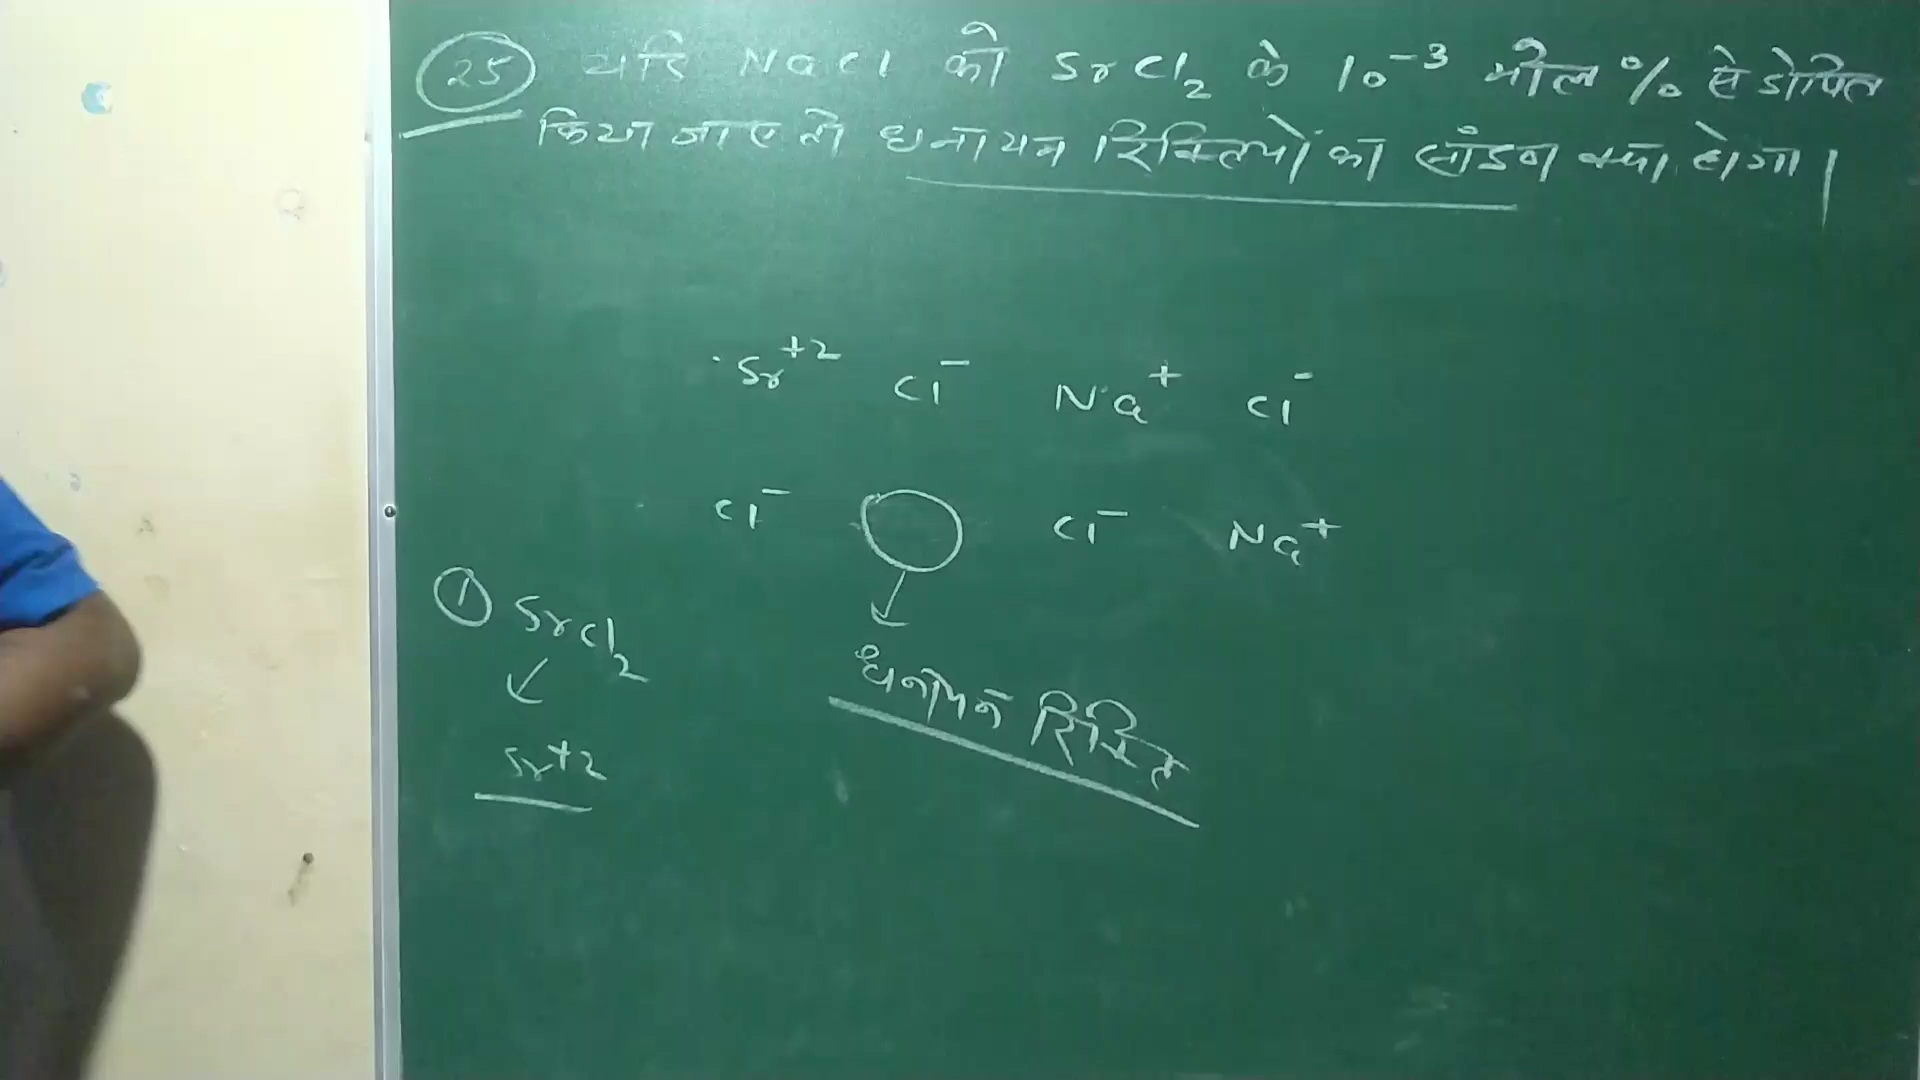 25 यदि NaCl को SrCl2 के 10⁻³ मोल % से डोपित
किया जाए तो धनायन रिक्तियों का सांडण क्या होगा।
Sr⁺² Cl⁻ Na⁺ Cl⁻
Cl⁻ Cl⁻ Na⁺
धनायन रिक्ति
1 SrCl2
Sr⁺²